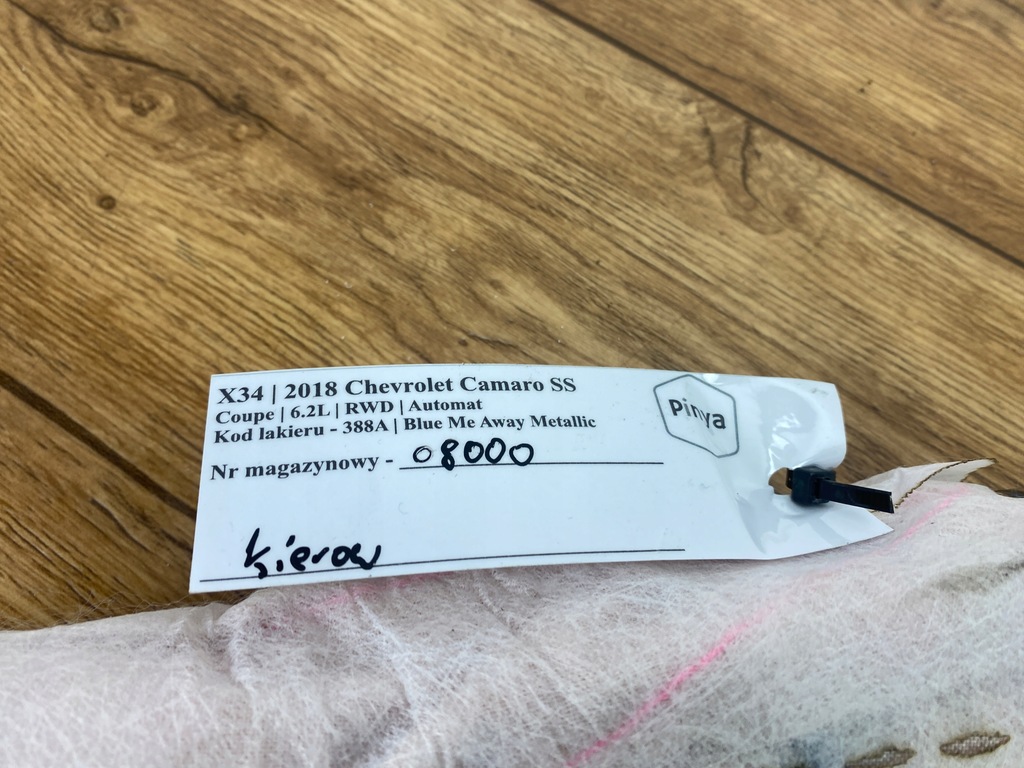 X34 | 2018 Chevrolet Camaro SS
Coupe | 6.2L | RWD | Automat
Kod lakieru - 388A | Blue Me Away Metallic
Nr magazynowy - 08000
Kierow
Pinya